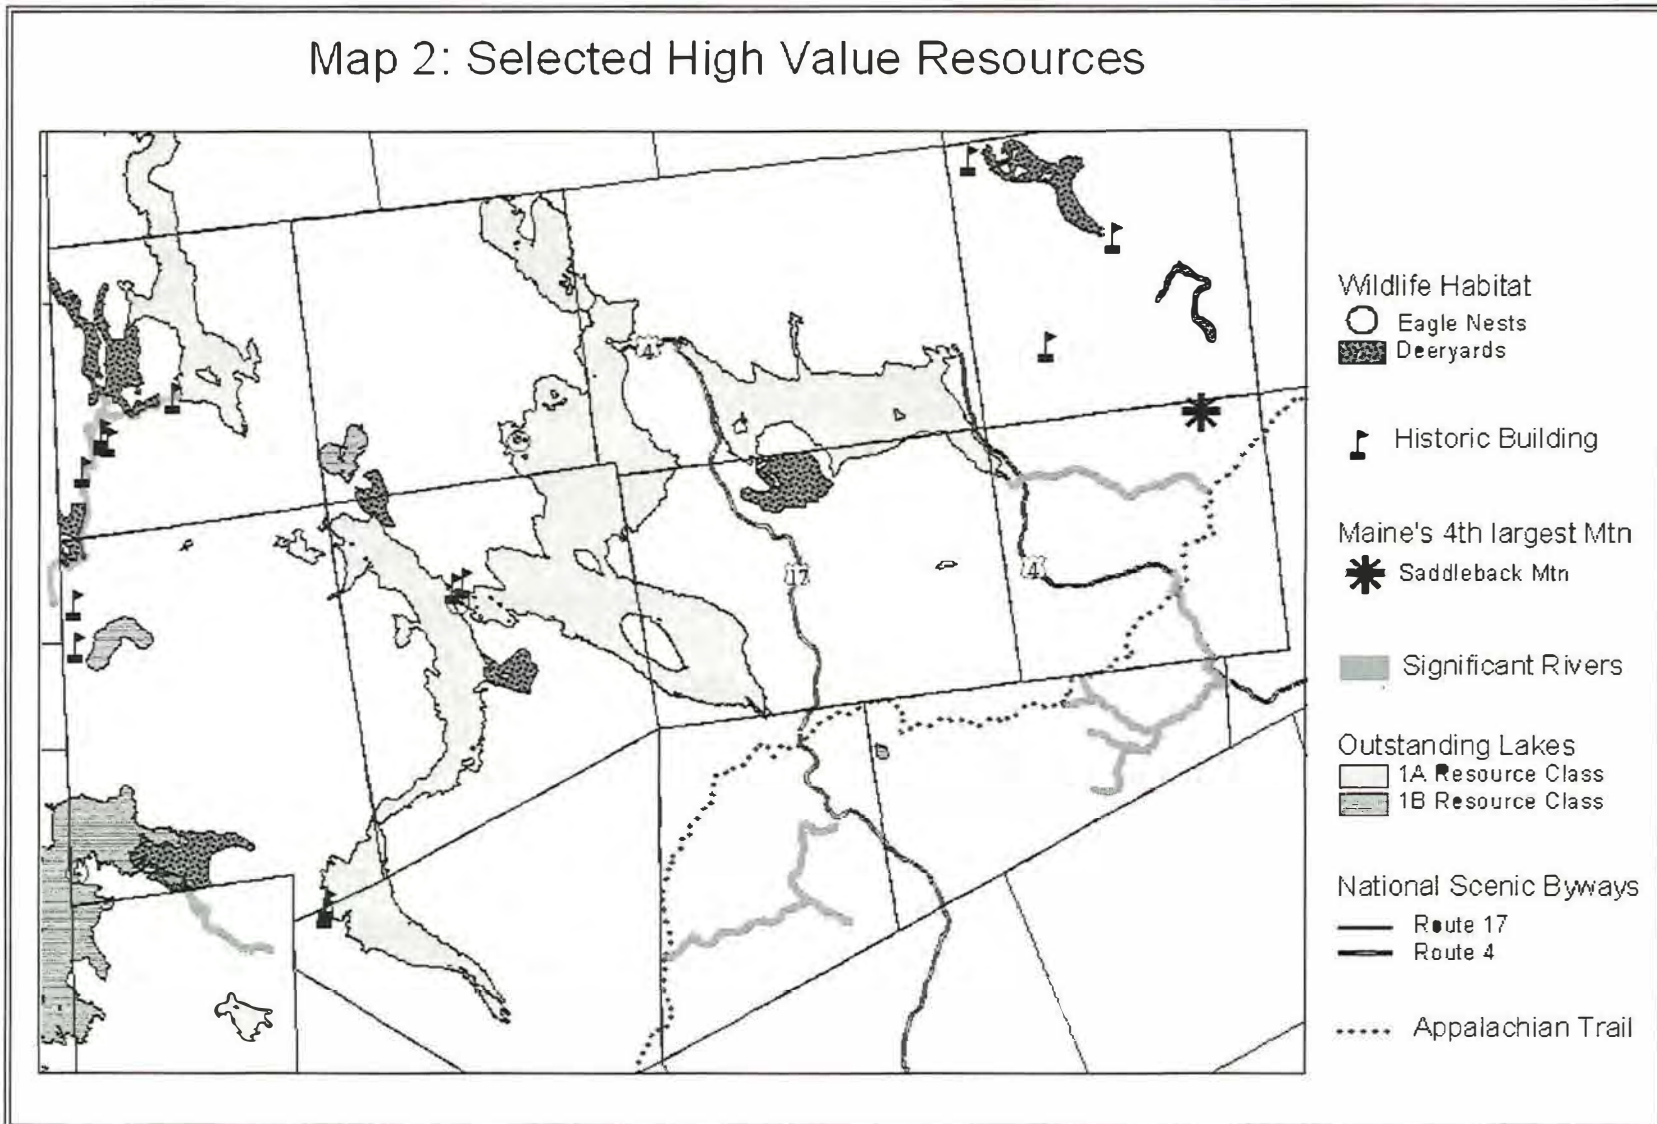 Map 2: Selected High Value Resources
4
17
4
Wildlife Habitat
Eagle Nests
Deeryards
Historic Building
Maine's 4th largest Mtn
Saddleback Mtn
Significant Rivers
Outstanding Lakes
1A Resource Class
1B Resource Class
National Scenic Byways
Route 17
Route 4
Appalachian Trail